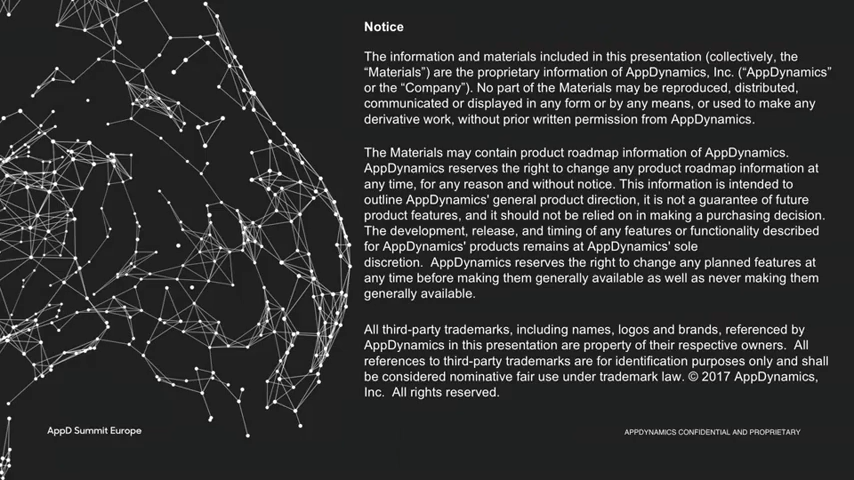 Notice
The information and materials included in this presentation (collectively, the
“Materials”) are the proprietary information of AppDynamics, Inc. (“AppDynamics”
or the “Company”). No part of the Materials may be reproduced, distributed,
communicated or displayed in any form or by any means, or used to make any
derivative work, without prior written permission from AppDynamics.
The Materials may contain product roadmap information of AppDynamics.
AppDynamics reserves the right to change any product roadmap information at
any time, for any reason and without notice. This information is intended to
outline AppDynamics' general product direction, it is not a guarantee of future
product features, and it should not be relied on in making a purchasing decision.
The development, release, and timing of any features or functionality described
for AppDynamics' products remains at AppDynamics' sole
discretion. AppDynamics reserves the right to change any planned features at
any time before making them generally available as well as never making them
generally available.
All third-party trademarks, including names, logos and brands, referenced by
AppDynamics in this presentation are property of their respective owners. All
references to third-party trademarks are for identification purposes only and shall
be considered nominative fair use under trademark law. © 2017 AppDynamics,
Inc. All rights reserved.
AppD Summit Europe
APPDYNAMICS CONFIDENTIAL AND PROPRIETARY